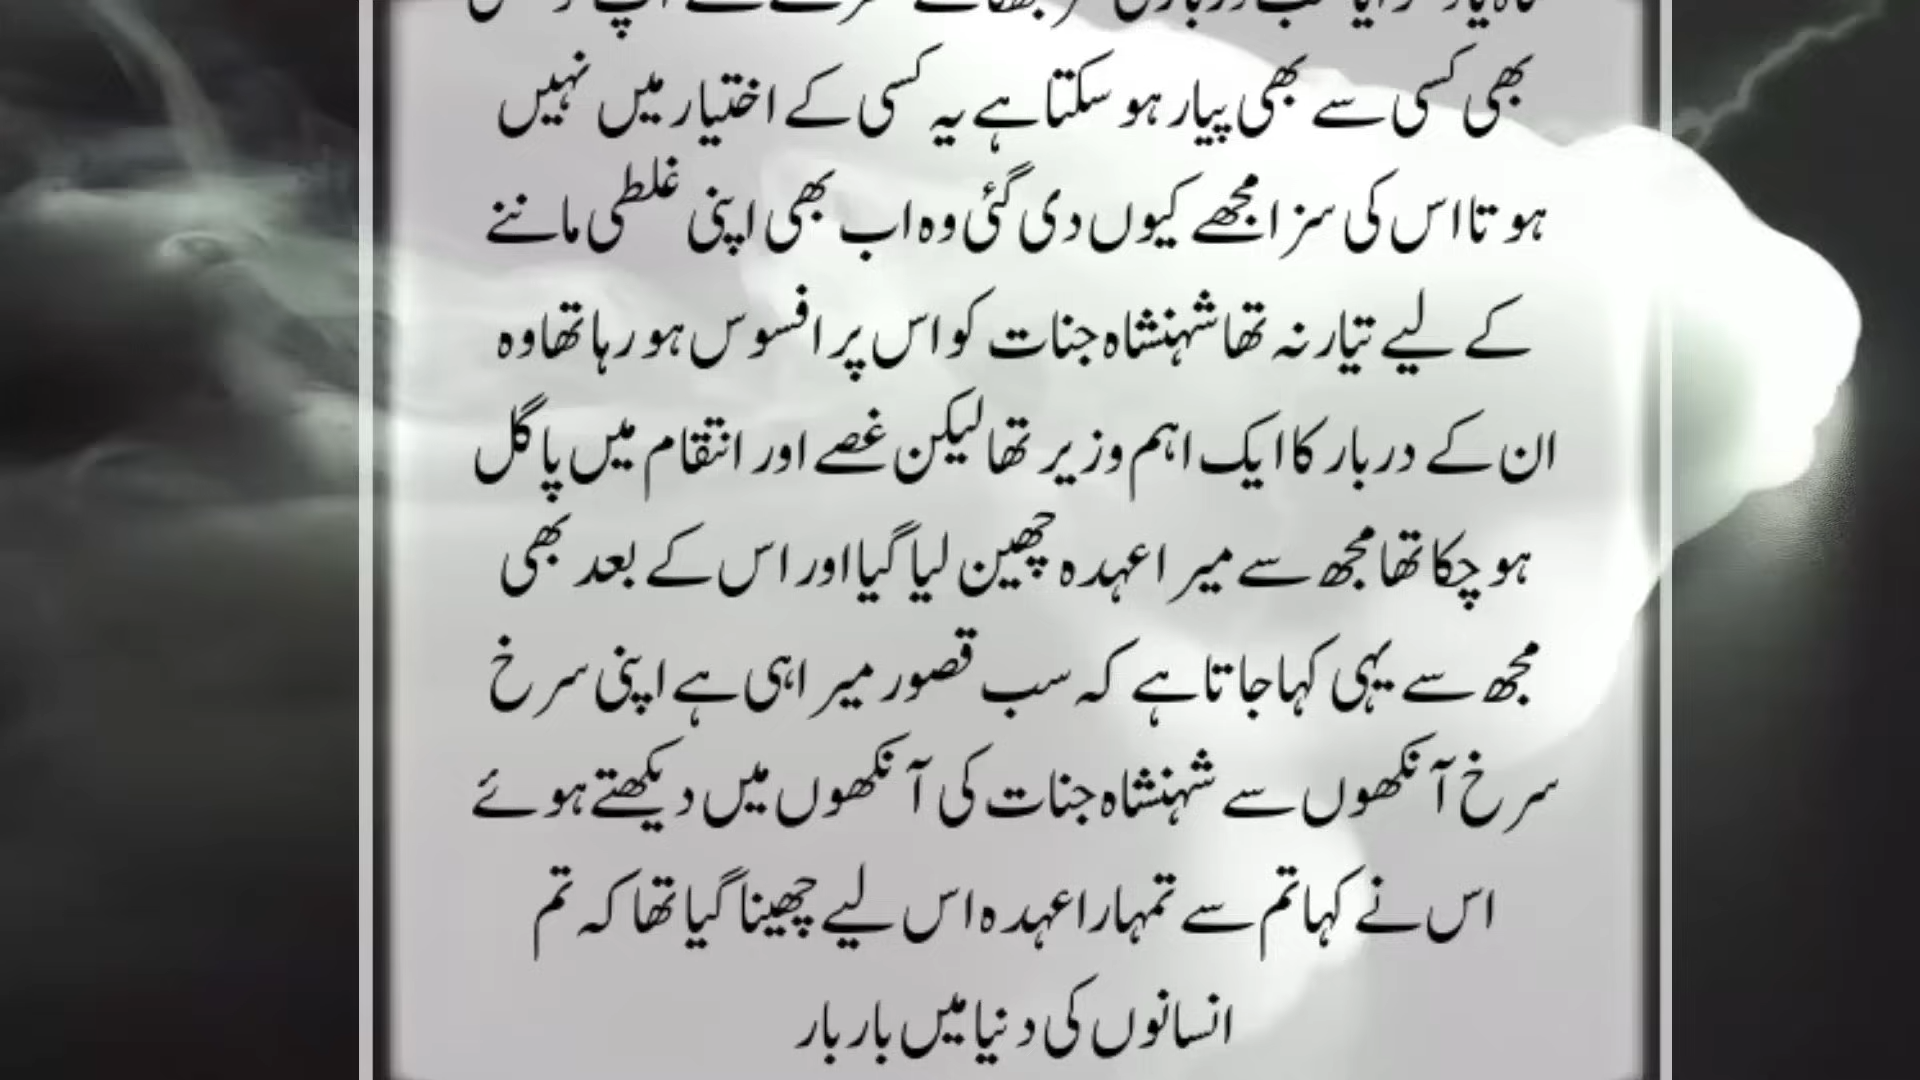 بھی کسی سے بھی پیار ہو سکتا ہے یہ کسی کے اختیار میں نہیں
ہوتا اس کی سزا مجھے کیوں دی گئی وہ اب بھی اپنی غلطی ماننے
کے لیے تیار نہ تھا شہنشاہ جنات کو اس پر افسوس ہو رہا تھا وہ
ان کے دربار کا ایک اہم وزیر تھا لیکن غصے اور انتقام میں پاگل
ہو چکا تھا مجھ سے میرا عہدہ چھین لیا گیا اور اس کے بعد بھی
مجھ سے یہی کہا جاتا ہے کہ سب قصور میرا ہی ہے اپنی سرخ
سرخ آنکھوں سے شہنشاہ جنات کی آنکھوں میں دیکھتے ہوئے
اس نے کہا تم سے تمہارا عہدہ اس لیے چھینا گیا تھا کہ تم
انسانوں کی دنیا میں بار بار